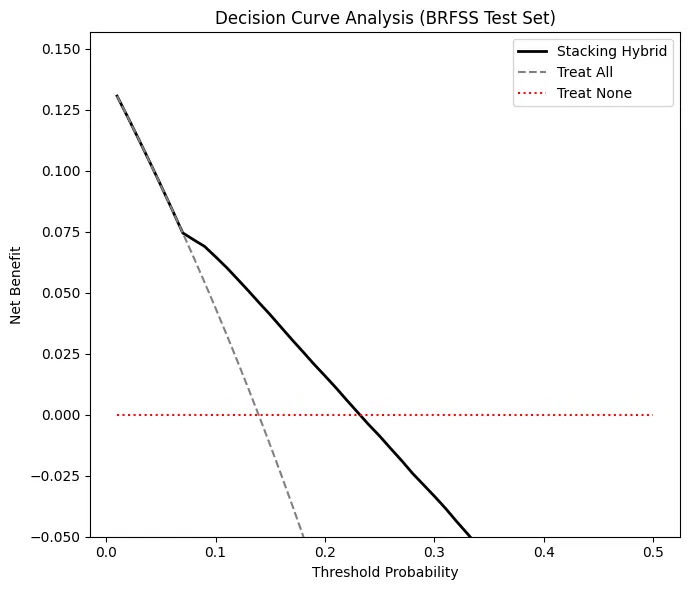 Decision Curve Analysis (BRFSS Test Set)
Stacking Hybrid
Treat All
Treat None
Net Benefit
0.150
0.125
0.100
0.075
0.050
0.025
0.000
−0.025
−0.050
0.0 0.1 0.2 0.3 0.4 0.5
Threshold Probability